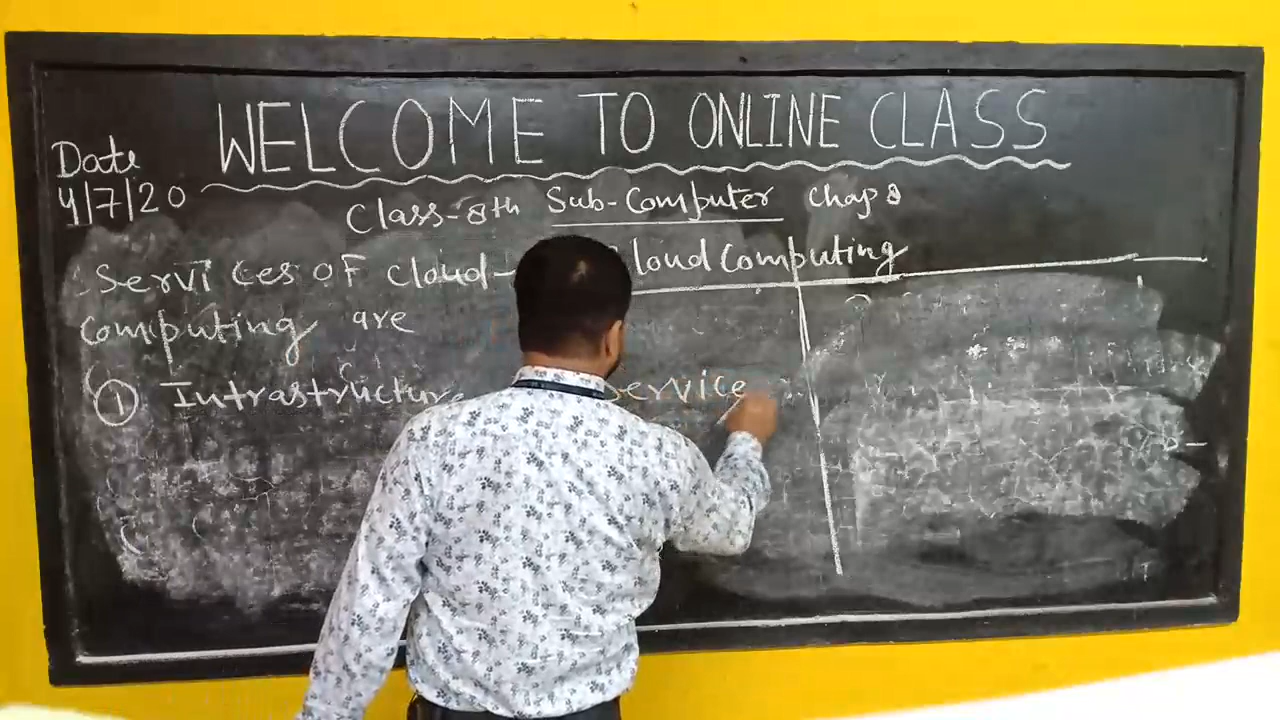 WELCOME TO ONLINE CLASS
Date
4/7/20
Class-8th Sub-Computer Chap 8
Cloud Computing
Services OF Cloud-
Computing are
① Intrastructure Service